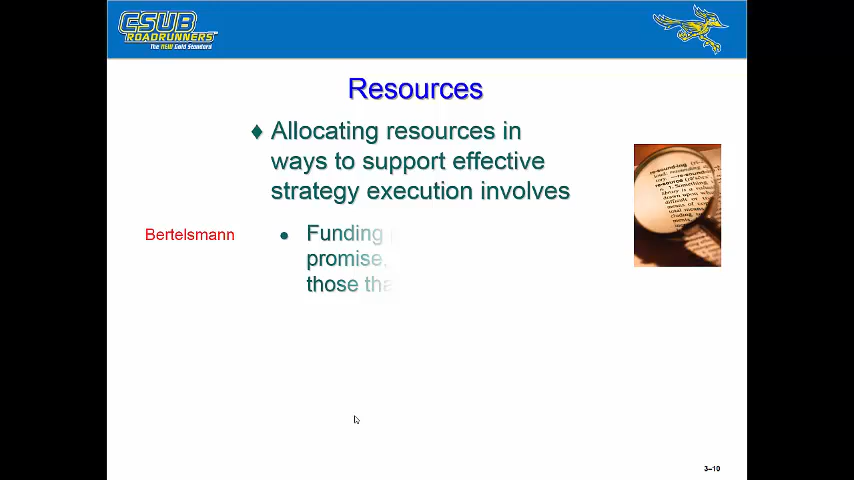 CSUB
ROADRUNNERS
The NEW Gold Standard
Resources
Allocating resources in
ways to support effective
strategy execution involves
Bertelsmann
Funding
promise,
those
3–10